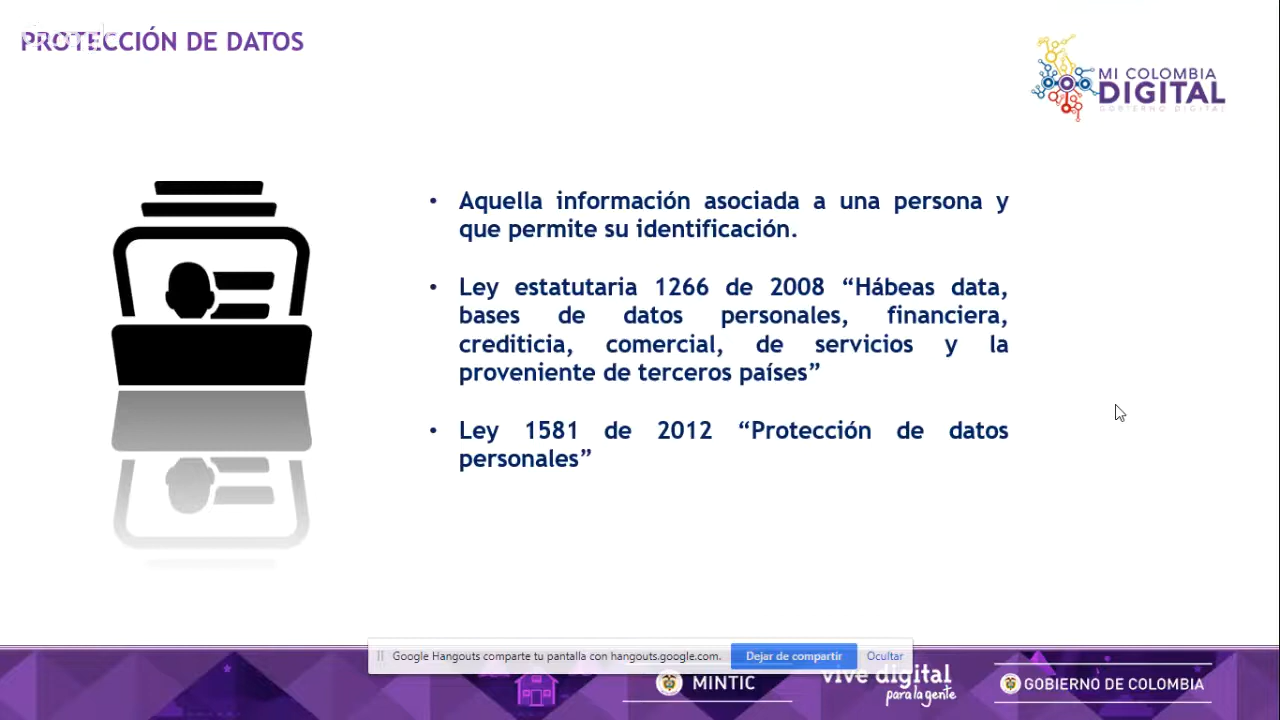 PROTECCIÓN DE DATOS
MI COLOMBIA
DIGITAL
GOBIERNO DIGITAL
• Aquella información asociada a una persona y
que permite su identificación.
• Ley estatutaria 1266 de 2008 “Hábeas data,
bases de datos personales, financiera,
crediticia, comercial, de servicios y la
proveniente de terceros países”
• Ley 1581 de 2012 “Protección de datos
personales”
Google Hangouts comparte tu pantalla con hangouts.google.com.
Dejar de compartir
Ocultar
MINTIC
vive digital
para la gente
GOBIERNO DE COLOMBIA